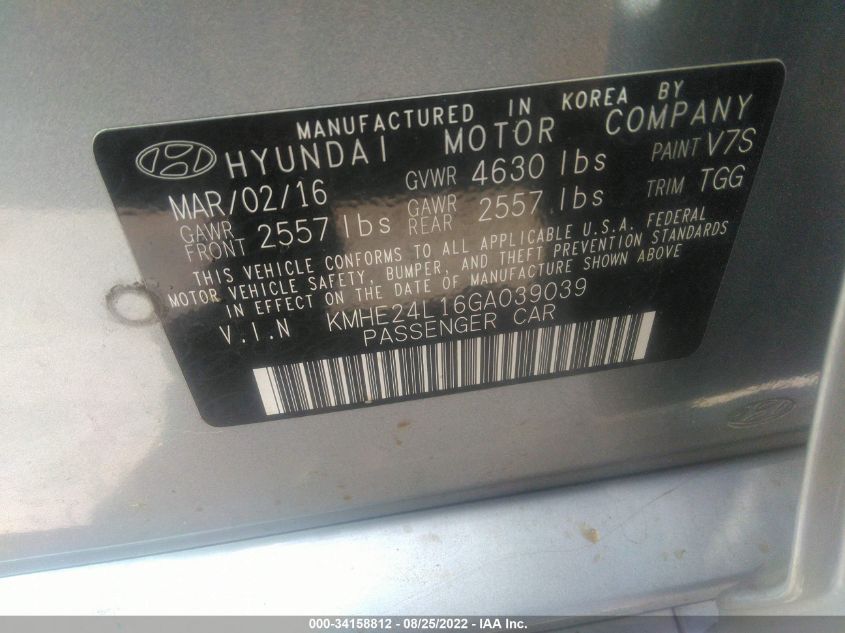 MANUFACTURED IN KOREA BY
HYUNDAI MOTOR COMPANY
MAR/02/16 GVWR 4630 lbs PAINT V7S
GAWR FRONT 2557 lbs GAWR REAR 2557 lbs TRIM TGG
THIS VEHICLE CONFORMS TO ALL APPLICABLE U.S.A. FEDERAL
MOTOR VEHICLE SAFETY, BUMPER, AND THEFT PREVENTION STANDARDS
IN EFFECT ON THE DATE OF MANUFACTURE SHOWN ABOVE
V.I.N KMHE24L16GA039039
PASSENGER CAR
000-34158812 - 08/25/2022 - IAA Inc.